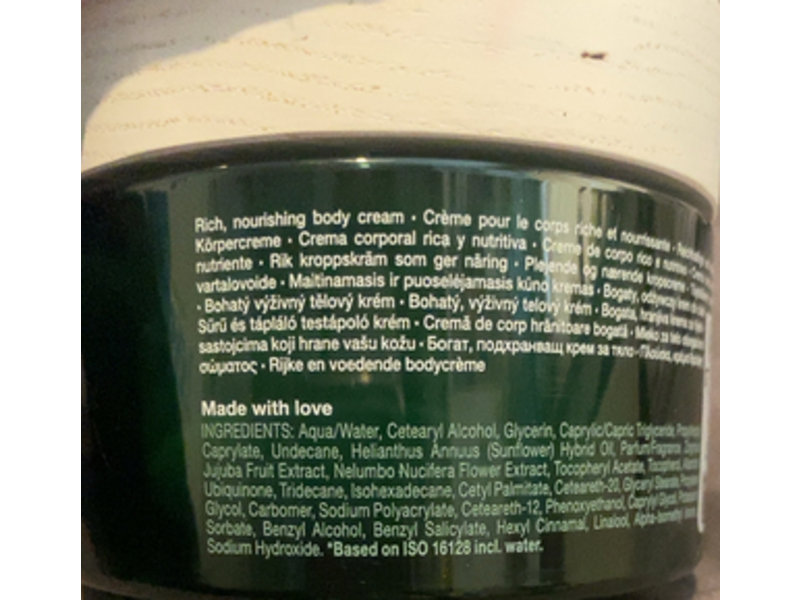 Rich, nourishing body cream • Crème pour le corps riche et nourrissante •
Körpercreme • Crema corporal rica y nutritiva • Creme de corpo rico e nutritivo •
nutriente • Rik kroppskräm som ger näring • Plejende og nærende kropscreme •
vartalovoide • Maitinamasis ir puoselėjamasis kūno kremas • Bogaty, odżywczy krem
• Bohatý výživný tělový krém • Bohatý, výživný telový krém • Bogata, hranjiva krema
Sűrű és tápláló testápoló krém • Cremă de corp hrănitoare bogată • Mleko za telo
sastojcima koji hrane vašu kožu • Богат, подхранващ крем за тяло •
σώματος • Rijke en voedende bodycrème
Made with love
INGREDIENTS: Aqua/Water, Cetearyl Alcohol, Glycerin, Caprylic/Capric Triglyceride,
Caprylate, Undecane, Helianthus Annuus (Sunflower) Hybrid Oil, Parfum/Fragrance,
Jujuba Fruit Extract, Nelumbo Nucifera Flower Extract, Tocopheryl Acetate, Tocopherol,
Ubiquinone, Tridecane, Isohexadecane, Cetyl Palmitate, Ceteareth-20, Glyceryl Stearate,
Glycol, Carbomer, Sodium Polyacrylate, Ceteareth-12, Phenoxyethanol, Caprylyl Glycol,
Sorbate, Benzyl Alcohol, Benzyl Salicylate, Hexyl Cinnamal, Linalool, Alpha-Isomethyl
Sodium Hydroxide. *Based on ISO 16128 incl. water.